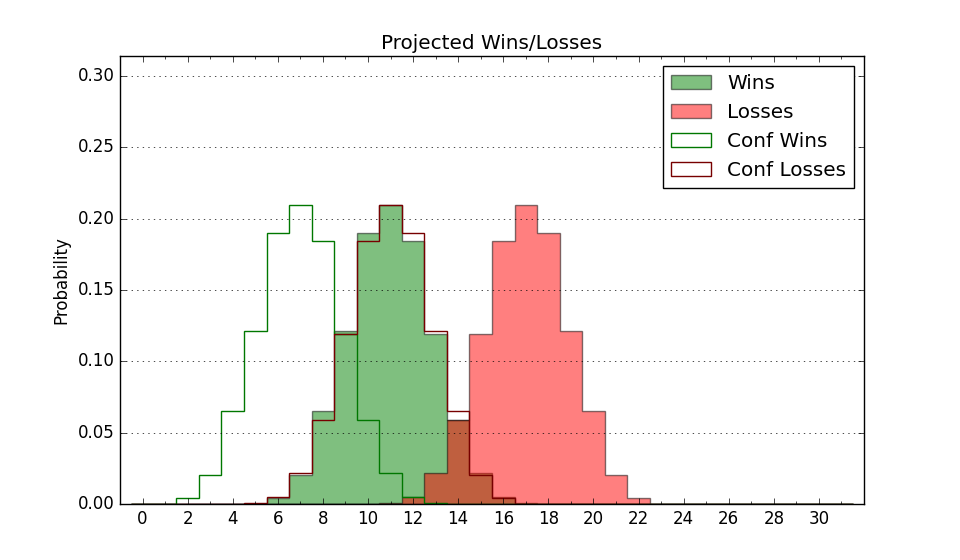 Projected Wins/Losses
0.30
0.25
0.20
0.15
0.10
0.05
0.00
Probability
Wins
Losses
Conf Wins
Conf Losses
0 2 4 6 8 10 12 14 16 18 20 22 24 26 28 30